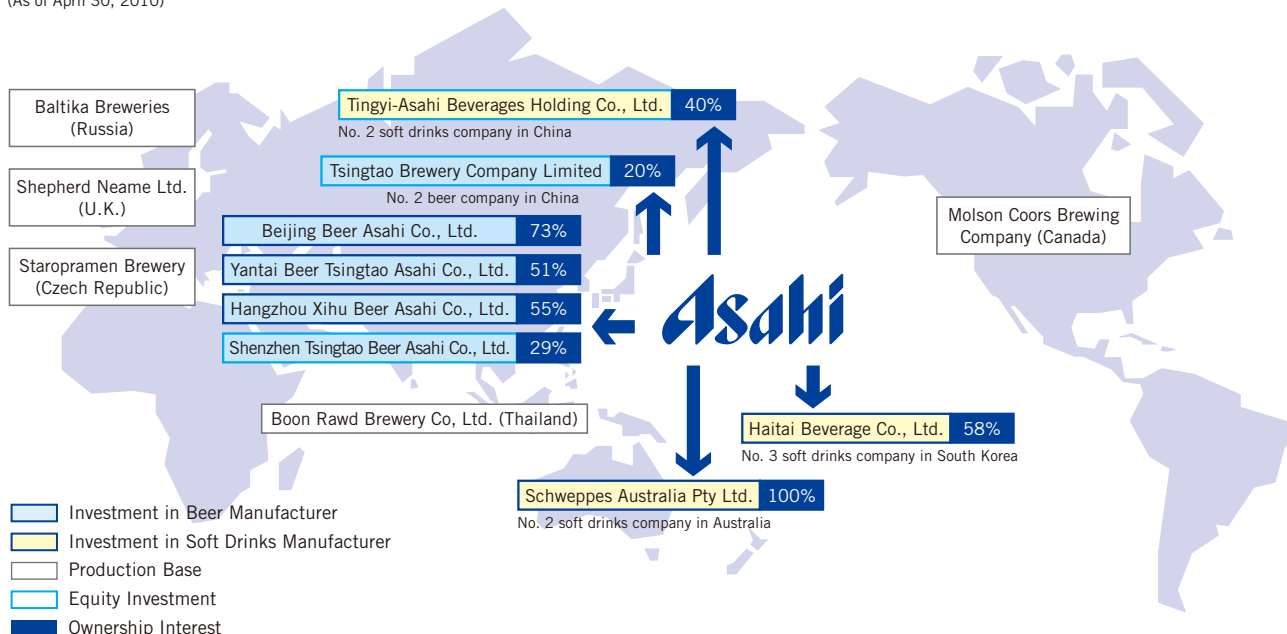 (As of April 30, 2010)
Baltika Breweries
(Russia)
Shepherd Neame Ltd.
(U.K.)
Staropramen Brewery
(Czech Republic)
Tingyi-Asahi Beverages Holding Co., Ltd. 40%
No. 2 soft drinks company in China
Tsingtao Brewery Company Limited 20%
No. 2 beer company in China
Beijing Beer Asahi Co., Ltd. 73%
Yantai Beer Tsingtao Asahi Co., Ltd. 51%
Hangzhou Xihu Beer Asahi Co., Ltd. 55%
Shenzhen Tsingtao Beer Asahi Co., Ltd. 29%
Asahi
Molson Coors Brewing
Company (Canada)
Boon Rawd Brewery Co, Ltd. (Thailand)
Haitai Beverage Co., Ltd. 58%
No. 3 soft drinks company in South Korea
Schweppes Australia Pty Ltd. 100%
No. 2 soft drinks company in Australia
Investment in Beer Manufacturer
Investment in Soft Drinks Manufacturer
Production Base
Equity Investment
Ownership Interest